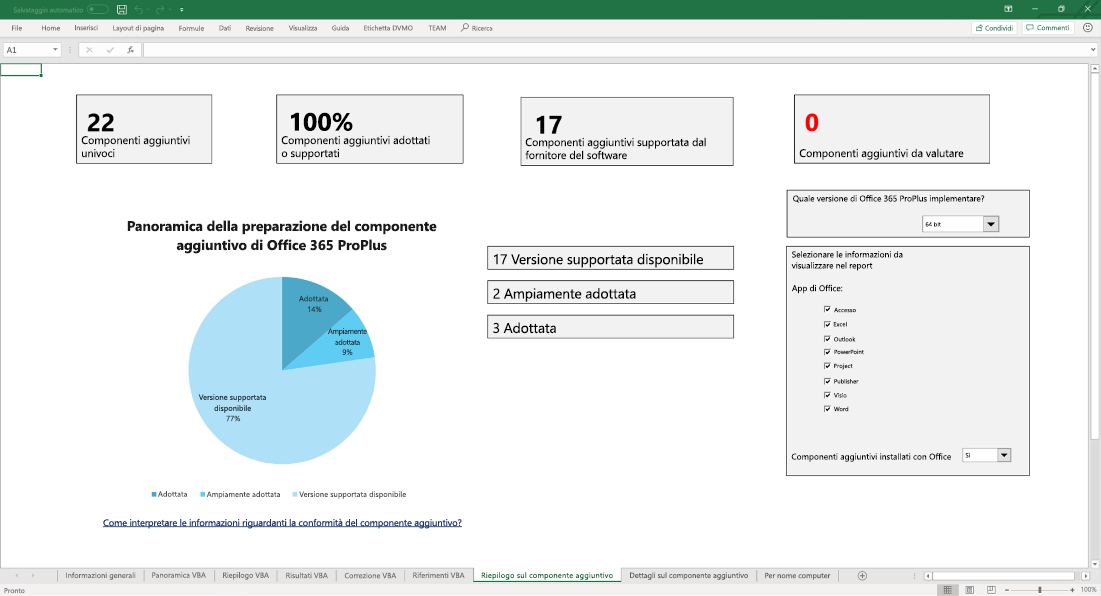 Salvataggio automatico
File Home Inserisci Layout di pagina Formule Dati Revisione Visualizza Guida Etichetta DVMO TEAM Ricerca Condividi Commenti
A1 fx
22
Componenti aggiuntivi
univoci
100%
Componenti aggiuntivi adottati
o supportati
17
Componenti aggiuntivi supportata dal
fornitore del software
0
Componenti aggiuntivi da valutare
Quale versione di Office 365 ProPlus implementare?
64 bit
Panoramica della preparazione del componente
aggiuntivo di Office 365 ProPlus
Adottata
14%
Ampiamente
adottata
9%
Versione supportata
disponibile
77%
Adottata Ampiamente adottata Versione supportata disponibile
Come interpretare le informazioni riguardanti la conformità del componente aggiuntivo?
17 Versione supportata disponibile
2 Ampiamente adottata
3 Adottata
Selezionare le informazioni da
visualizzare nel report
App di Office:
Accesso
Excel
Outlook
PowerPoint
Project
Publisher
Visio
Word
Componenti aggiuntivi installati con Office Sì
Informazioni generali Panoramica VBA Riepilogo VBA Risultati VBA Correzione VBA Riferimenti VBA Riepilogo sul componente aggiuntivo Dettagli sul componente aggiuntivo Per nome computer
Pronto 100%